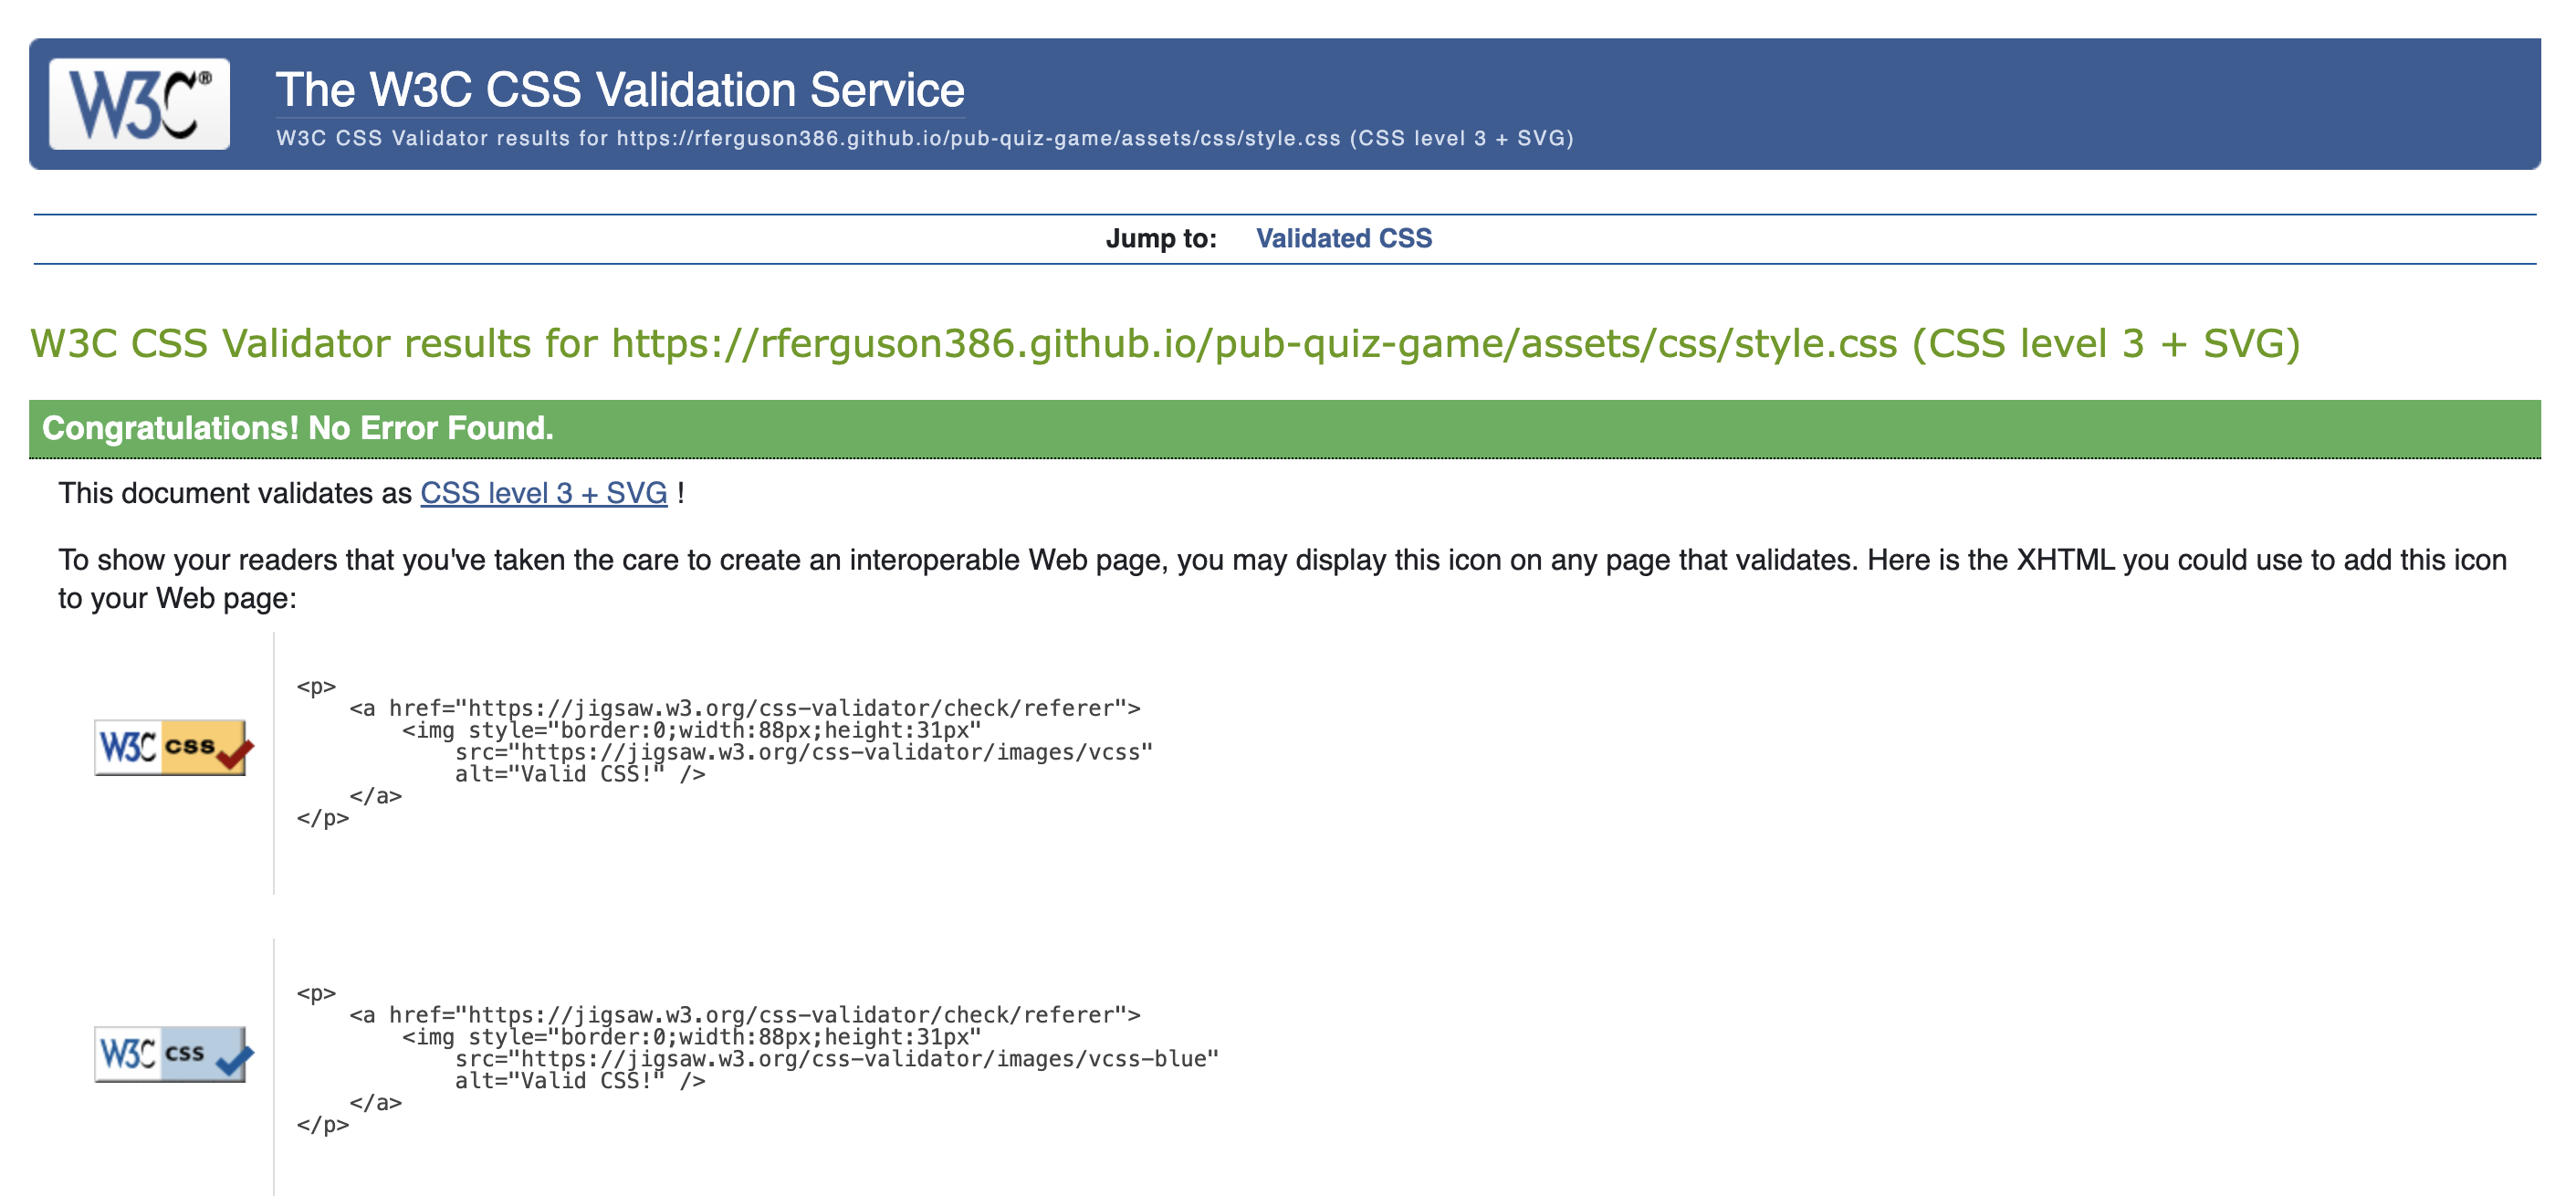 W3C®
The W3C CSS Validation Service
W3C CSS Validator results for https://rferguson386.github.io/pub-quiz-game/assets/css/style.css (CSS level 3 + SVG)
Jump to: Validated CSS
W3C CSS Validator results for https://rferguson386.github.io/pub-quiz-game/assets/css/style.css (CSS level 3 + SVG)
Congratulations! No Error Found.
This document validates as CSS level 3 + SVG !
To show your readers that you've taken the care to create an interoperable Web page, you may display this icon on any page that validates. Here is the XHTML you could use to add this icon
to your Web page:
W3C css
<p>
    <a href="https://jigsaw.w3.org/css-validator/check/referer">
        <img style="border:0;width:88px;height:31px"
            src="https://jigsaw.w3.org/css-validator/images/vcss"
            alt="Valid CSS!" />
    </a>
</p>
W3C css
<p>
    <a href="https://jigsaw.w3.org/css-validator/check/referer">
        <img style="border:0;width:88px;height:31px"
            src="https://jigsaw.w3.org/css-validator/images/vcss-blue"
            alt="Valid CSS!" />
    </a>
</p>